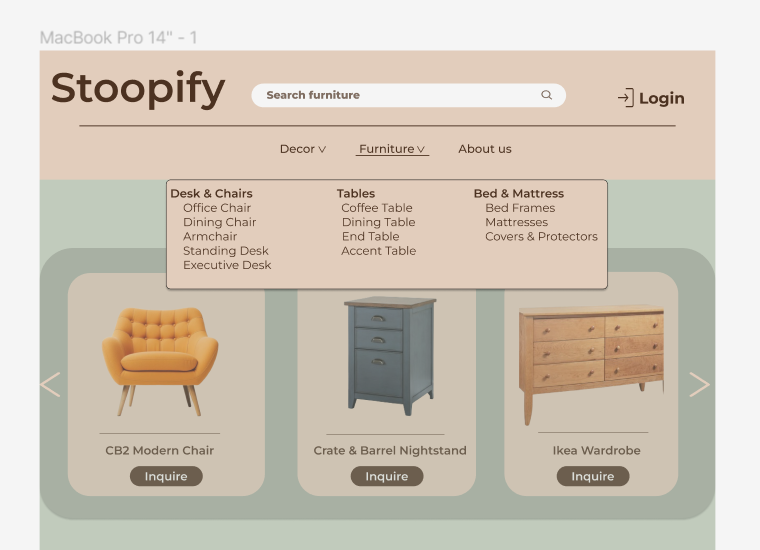 MacBook Pro 14" - 1
Stoopify
Search furniture
Login
Decor
Furniture
About us
Desk & Chairs
Office Chair
Dining Chair
Armchair
Standing Desk
Executive Desk
Tables
Coffee Table
Dining Table
End Table
Accent Table
Bed & Mattress
Bed Frames
Mattresses
Covers & Protectors
CB2 Modern Chair
Inquire
Crate & Barrel Nightstand
Inquire
Ikea Wardrobe
Inquire